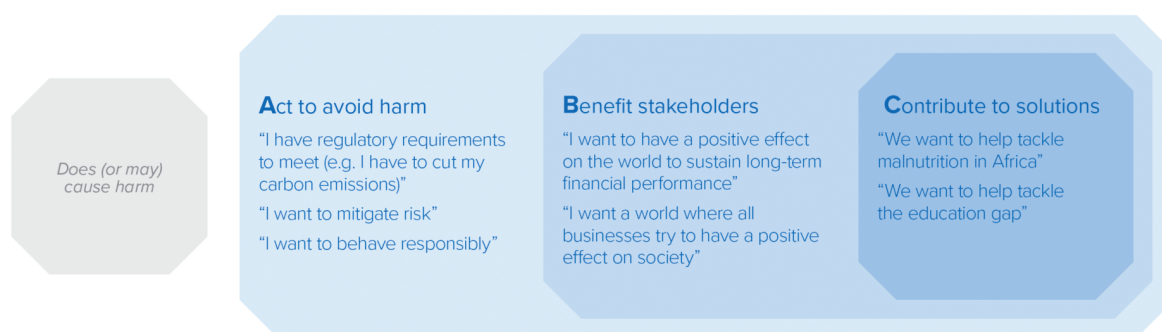 Does (or may)
cause harm
Act to avoid harm
“I have regulatory requirements
to meet (e.g. I have to cut my
carbon emissions)”
“I want to mitigate risk”
“I want to behave responsibly”
Benefit stakeholders
“I want to have a positive effect
on the world to sustain long-term
financial performance”
“I want a world where all
businesses try to have a positive
effect on society”
Contribute to solutions
“We want to help tackle
malnutrition in Africa”
“We want to help tackle
the education gap”